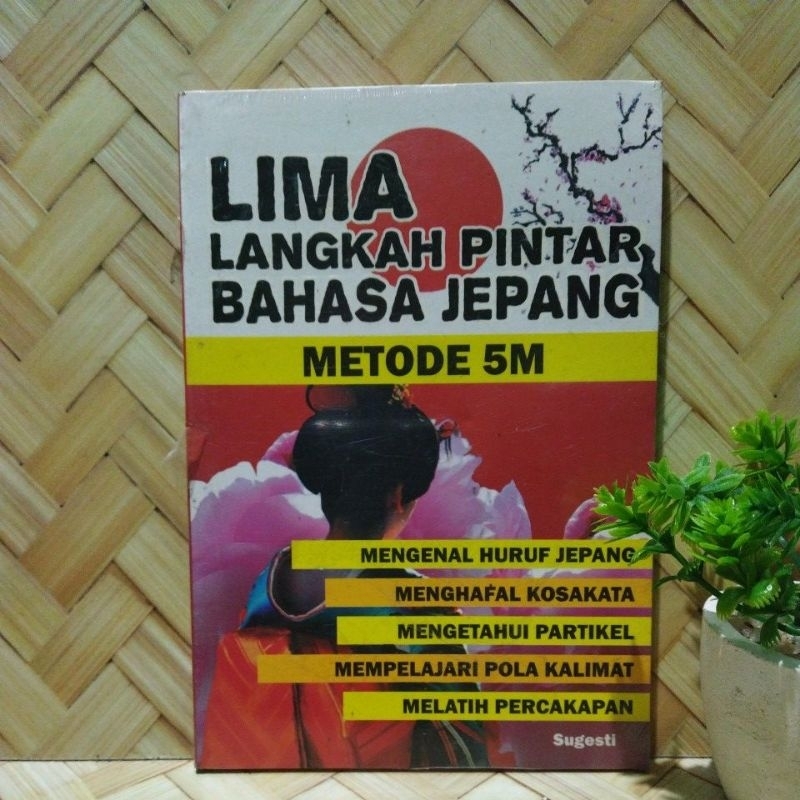 LIMA
LANGKAH PINTAR
BAHASA JEPANG
METODE 5M
MENGENAL HURUF JEPANG
MENGHAFAL KOSAKATA
MENGETAHUI PARTIKEL
MEMPELAJARI POLA KALIMAT
MELATIH PERCAKAPAN
Sugesti